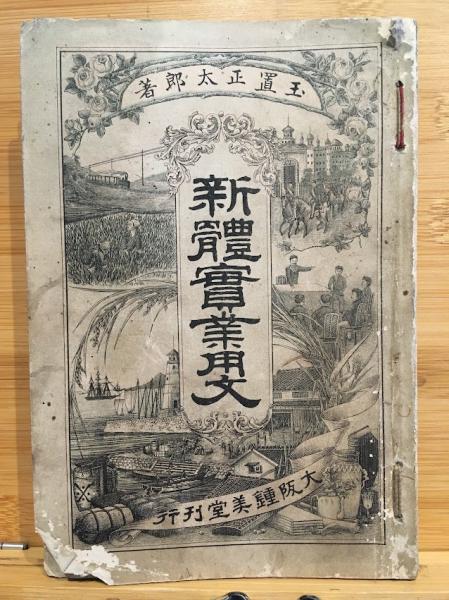 玉置正太郎著
新體實業用文
大阪鍾美堂刊行